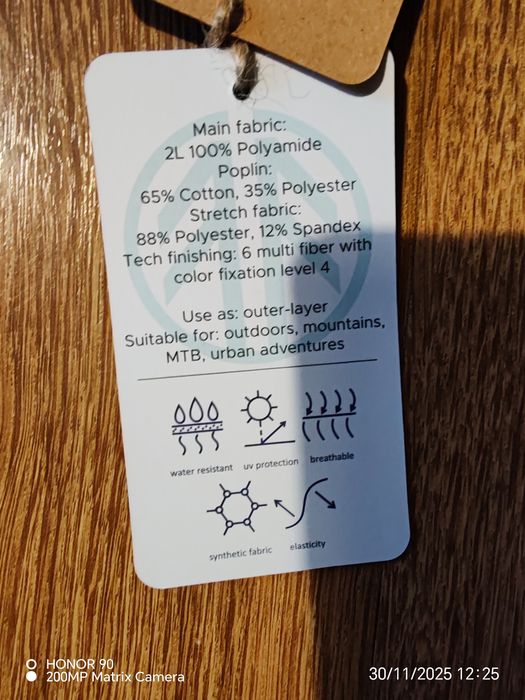 Main fabric:
2L 100% Polyamide
Poplin:
65% Cotton, 35% Polyester
Stretch fabric:
88% Polyester, 12% Spandex
Tech finishing: 6 multi fiber with
color fixation level 4
Use as: outer-layer
Suitable for: outdoors, mountains,
MTB, urban adventures
water resistant uv protection breathable
synthetic fabric elasticity
HONOR 90
200MP Matrix Camera
30/11/2025 12:25